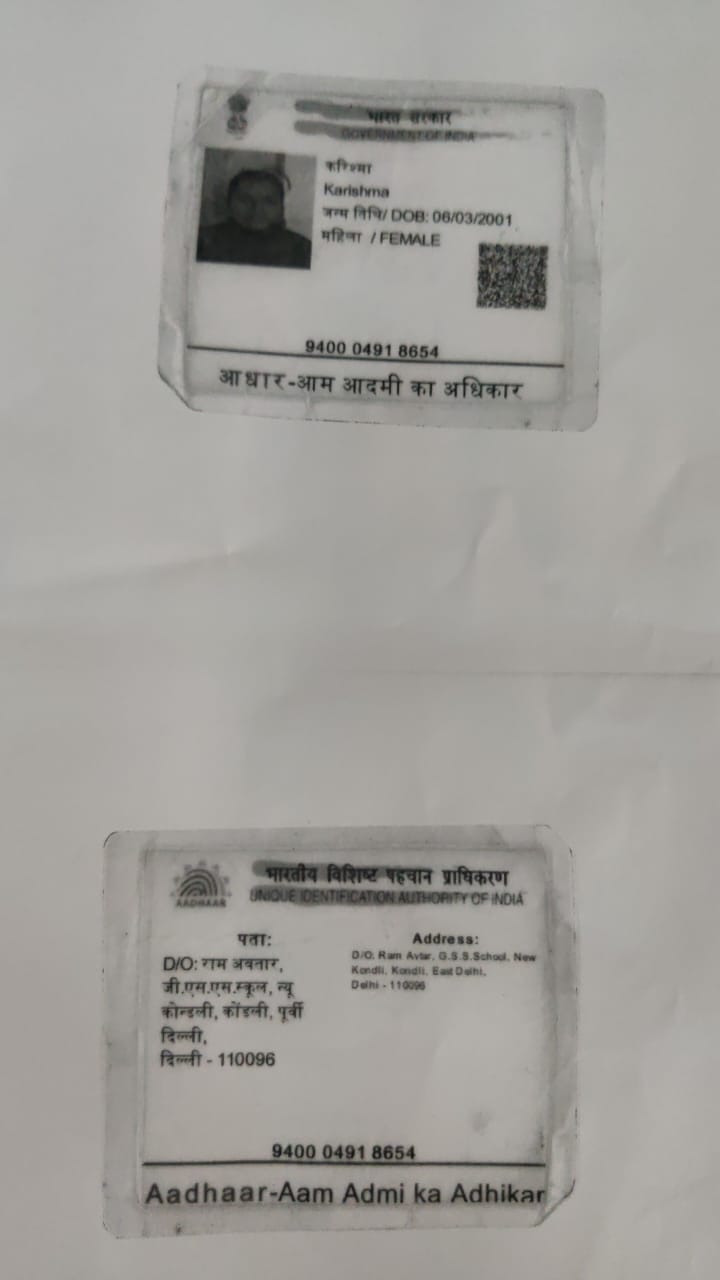 भारत सरकार
GOVERNMENT OF INDIA
करिश्मा
Karishma
जन्म तिथि/ DOB: 06/03/2001
महिला / FEMALE
9400 0491 8654
आधार-आम आदमी का अधिकार
भारतीय विशिष्ट पहचान प्राधिकरण
UNIQUE IDENTIFICATION AUTHORITY OF INDIA
AADHAAR
पता:
D/O: राम अवतार,
जी.एस.एस.स्कूल, न्यू
कोन्डली, कोंडली, पूर्वी
दिल्ली,
दिल्ली - 110096
Address:
D/O: Ram Avtar, G.S.S.School, New
Kondli, Kondli, East Delhi,
Delhi - 110096
9400 0491 8654
Aadhaar-Aam Admi ka Adhikar